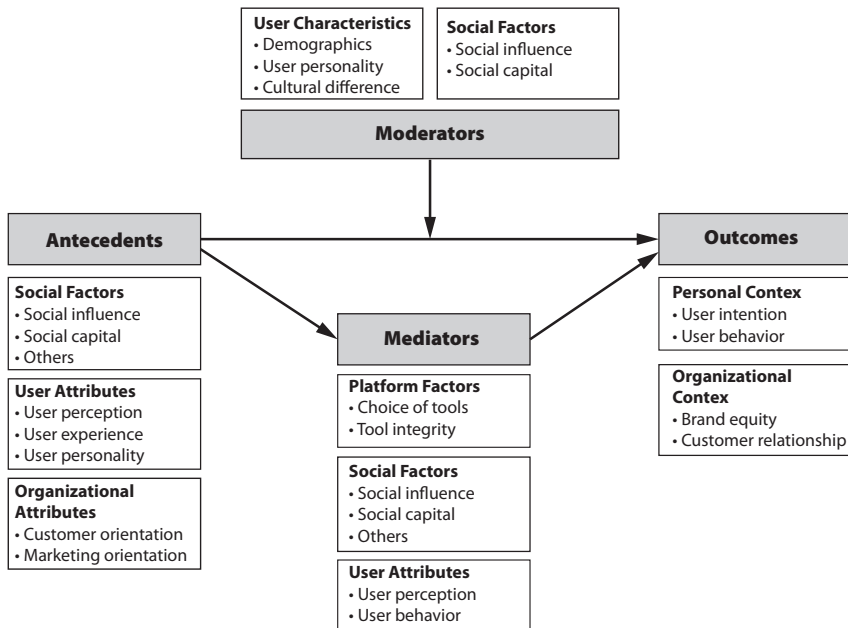 User Characteristics
• Demographics
• User personality
• Cultural difference
Social Factors
• Social influence
• Social capital
Moderators
Antecedents
Social Factors
• Social influence
• Social capital
• Others
User Attributes
• User perception
• User experience
• User personality
Organizational
Attributes
• Customer orientation
• Marketing orientation
Mediators
Platform Factors
• Choice of tools
• Tool integrity
Social Factors
• Social influence
• Social capital
• Others
User Attributes
• User perception
• User behavior
Outcomes
Personal Contex
• User intention
• User behavior
Organizational
Contex
• Brand equity
• Customer relationship